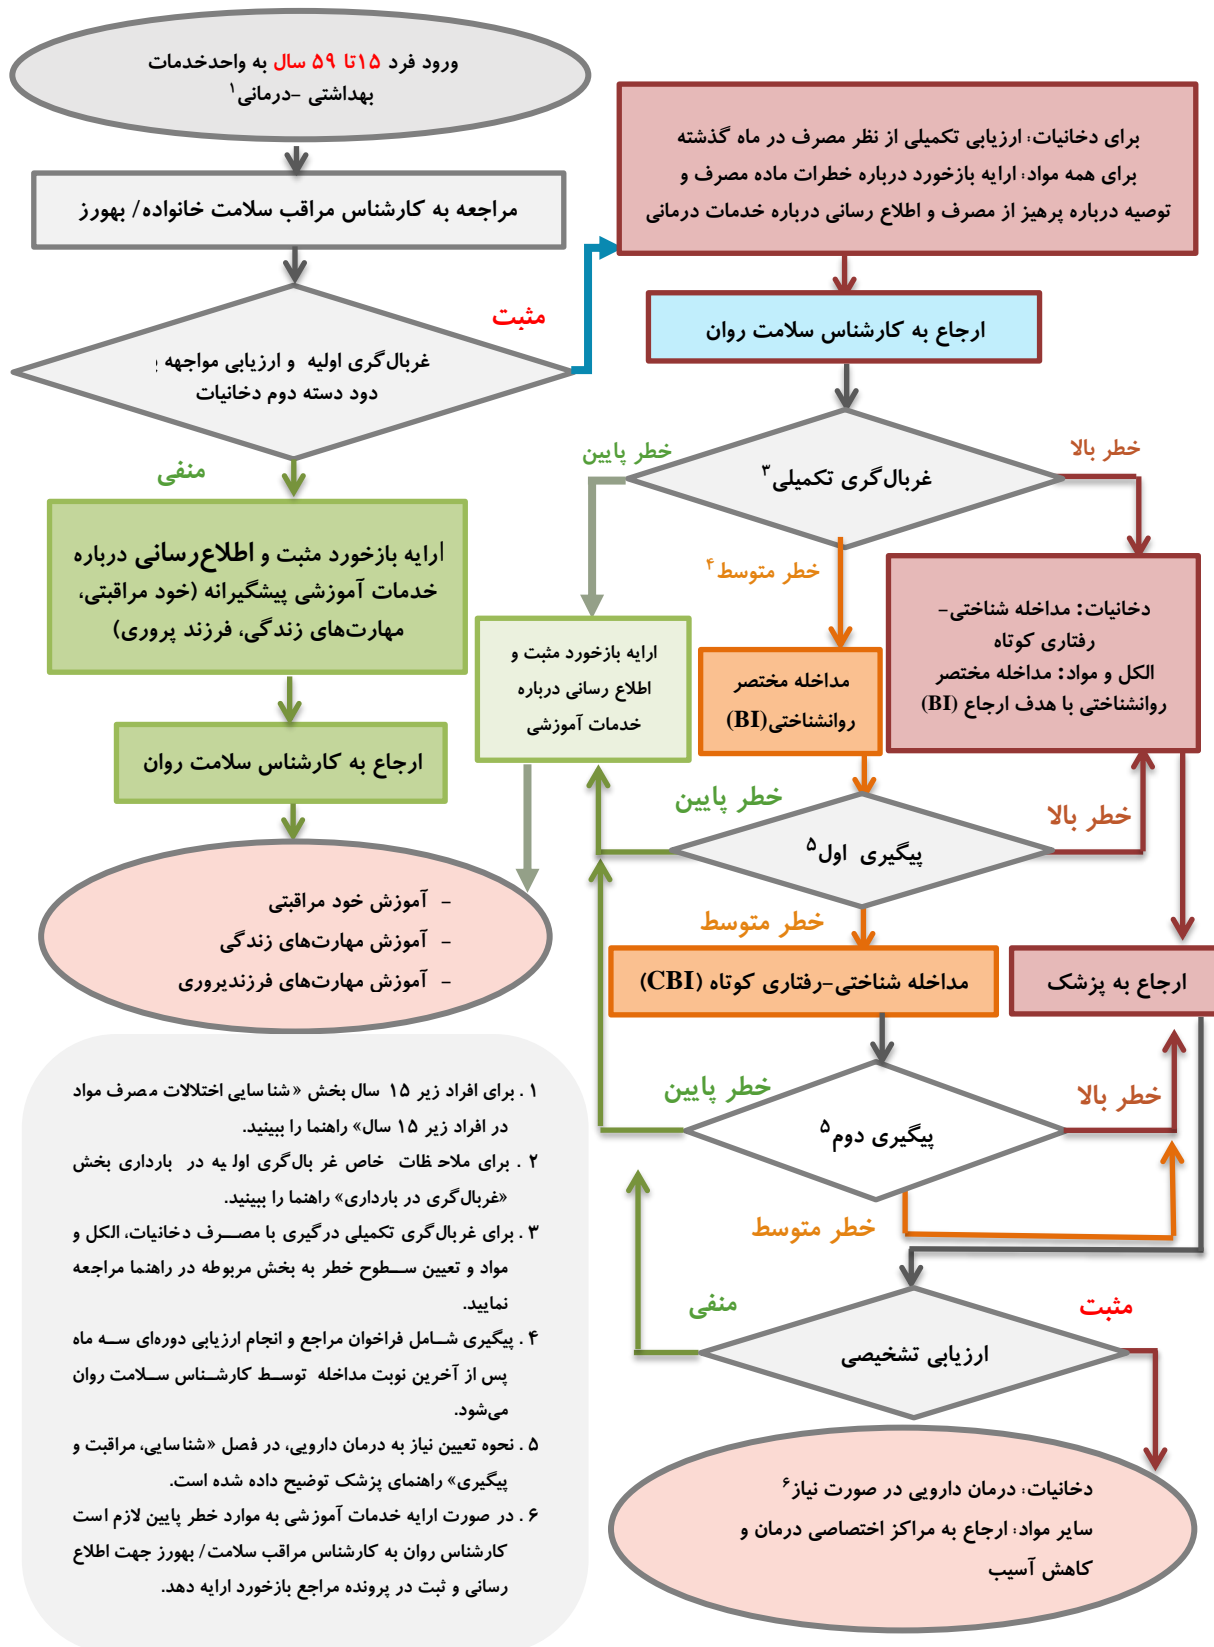 ورود فرد ۱۵تا ۵۹ سال به واحدخدمات
بهداشتی –درمانی۱
مراجعه به کارشناس مراقب سلامت خانواده/ بهورز
مثبت
غربال‌گری اولیه و ارزیابی مواجهه
دود دسته دوم دخانیات
منفی
ارایه بازخورد مثبت و اطلاع‌رسانی درباره
خدمات آموزشی پیشگیرانه (خود مراقبتی،
مهارت‌های زندگی، فرزند پروری)
ارجاع به کارشناس سلامت روان
– آموزش خود مراقبتی
– آموزش مهارت‌های زندگی
– آموزش مهارت‌های فرزندپروری
برای دخانیات: ارزیابی تکمیلی از نظر مصرف در ماه گذشته
برای همه مواد: ارایه بازخورد درباره خطرات ماده مصرف و
توصیه درباره پرهیز از مصرف و اطلاع رسانی درباره خدمات درمانی
ارجاع به کارشناس سلامت روان
غربال‌گری تکمیلی۳
خطر بالا
خطر پایین
خطر متوسط۴
دخانیات: مداخله شناختی–
رفتاری کوتاه
الکل و مواد: مداخله مختصر
روانشناختی با هدف ارجاع (BI)
مداخله مختصر
روانشناختی(BI)
ارایه بازخورد مثبت و
اطلاع رسانی درباره
خدمات آموزشی
خطر بالا
خطر پایین
پیگیری اول۵
خطر متوسط
مداخله شناختی–رفتاری کوتاه (CBI)
ارجاع به پزشک
خطر بالا
خطر پایین
پیگیری دوم۵
خطر متوسط
مثبت
منفی
ارزیابی تشخیصی
دخانیات: درمان دارویی در صورت نیاز۶
سایر مواد: ارجاع به مراکز اختصاصی درمان و
کاهش آسیب
۱. برای افراد زیر ۱۵ سال بخش «شناسایی اختلالات مصرف مواد
در افراد زیر ۱۵ سال» راهنما را ببینید.
۲. برای ملاحظات خاص غربال‌گری اولیه در بارداری بخش
«غربال‌گری در بارداری» راهنما را ببینید.
۳. برای غربال‌گری تکمیلی درگیری با مصرف دخانیات، الکل و
مواد و تعیین سطوح خطر به بخش مربوطه در راهنما مراجعه
نمایید.
۴. پیگیری شامل فراخوان مراجع و انجام ارزیابی دوره‌ای سه ماه
پس از آخرین نوبت مداخله توسط کارشناس سلامت روان
می‌شود.
۵. نحوه تعیین نیاز به درمان دارویی، در فصل «شناسایی، مراقبت و
پیگیری» راهنمای پزشک توضیح داده شده است.
۶. در صورت ارایه خدمات آموزشی به موارد خطر پایین لازم است
کارشناس روان به کارشناس مراقب سلامت/ بهورز جهت اطلاع
رسانی و ثبت در پرونده مراجع بازخورد ارایه دهد.